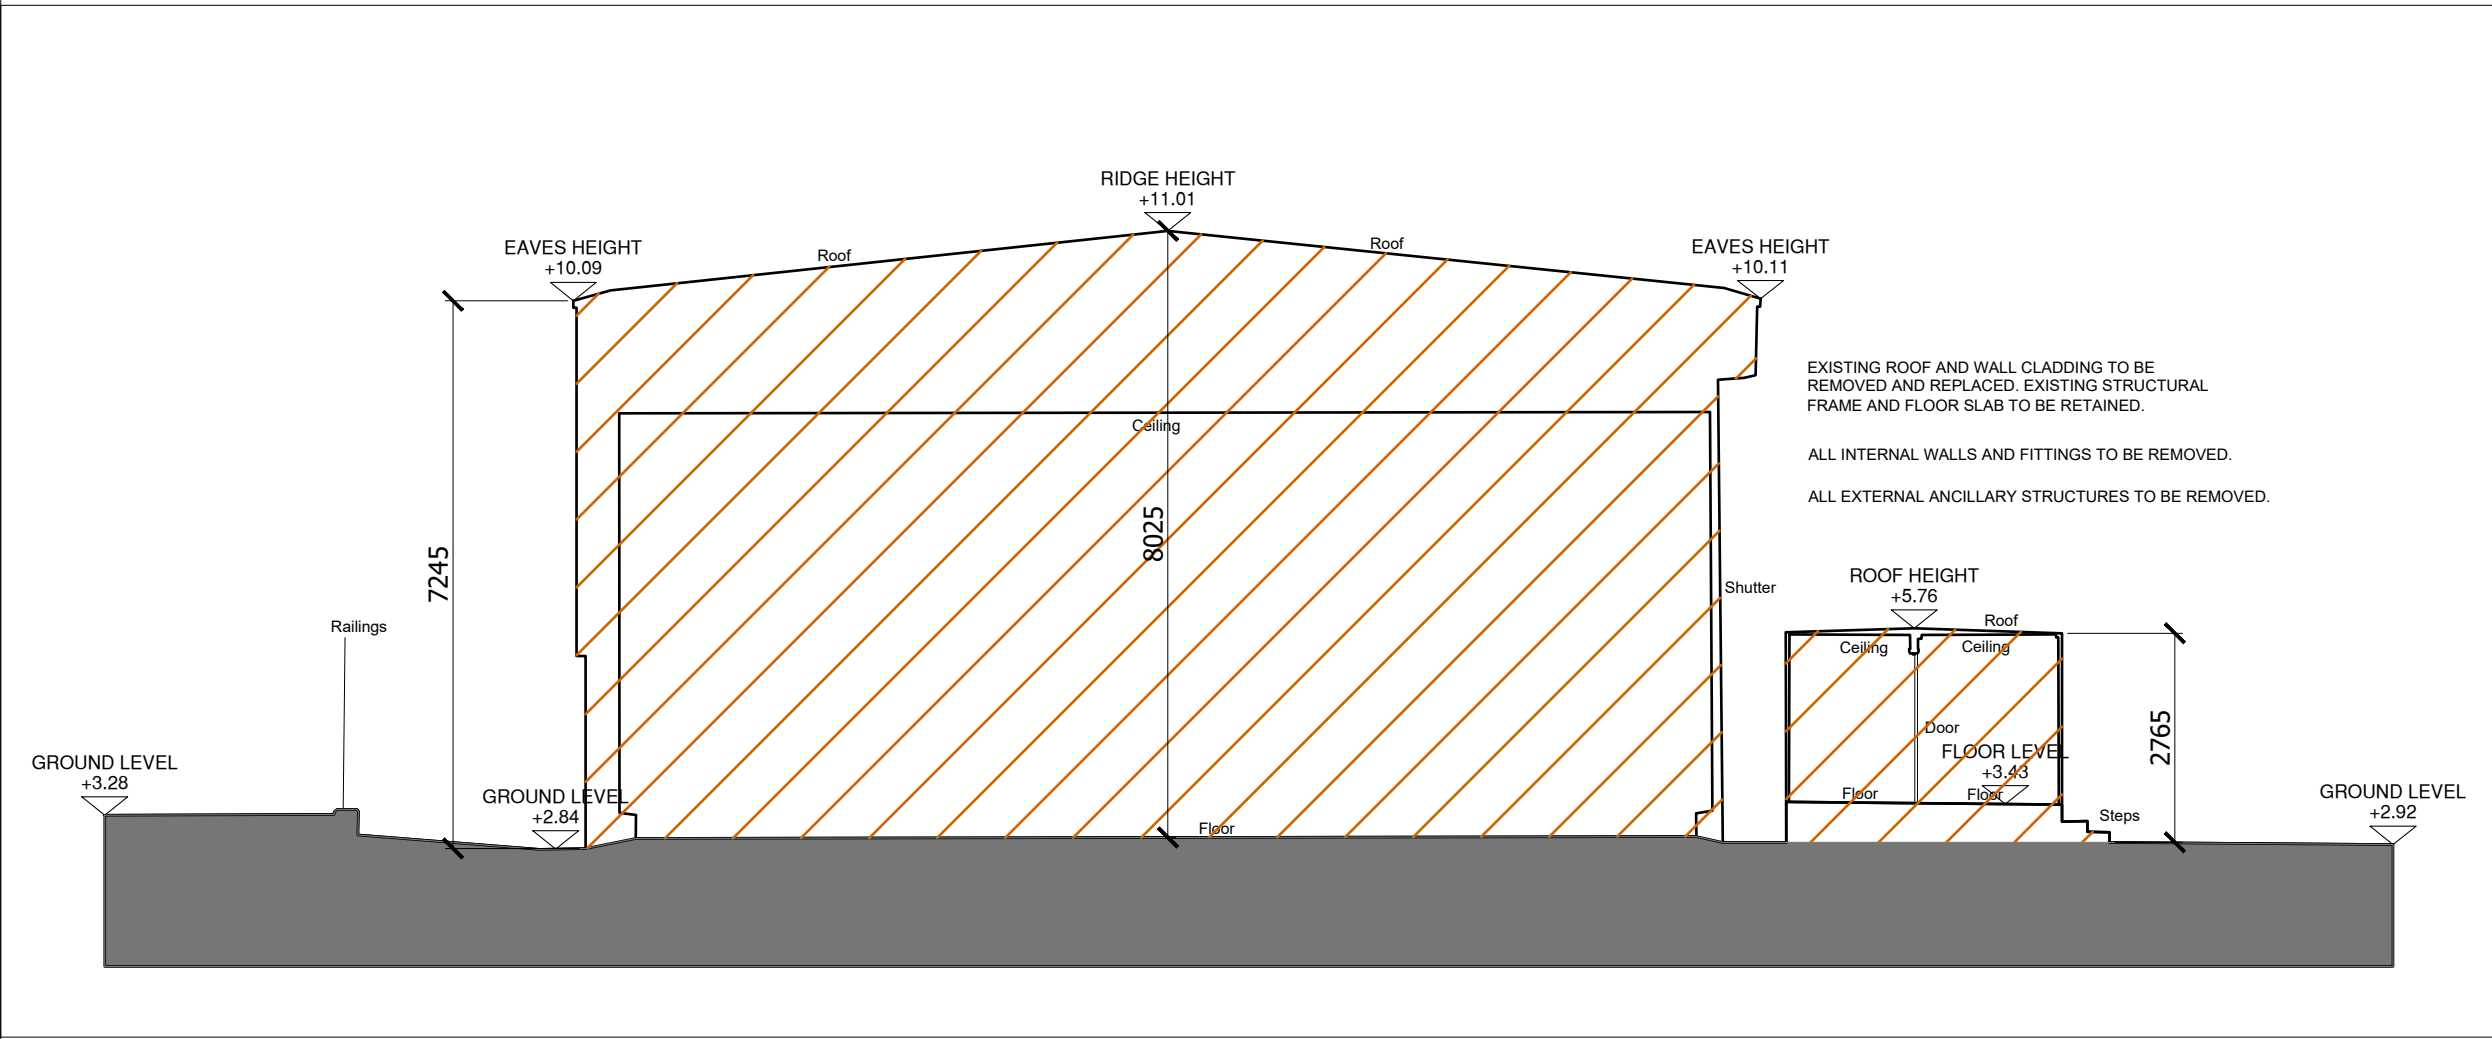 RIDGE HEIGHT
+11.01
EAVES HEIGHT
+10.09
Roof
Roof
EAVES HEIGHT
+10.11
EXISTING ROOF AND WALL CLADDING TO BE
REMOVED AND REPLACED. EXISTING STRUCTURAL
FRAME AND FLOOR SLAB TO BE RETAINED.
ALL INTERNAL WALLS AND FITTINGS TO BE REMOVED.
ALL EXTERNAL ANCILLARY STRUCTURES TO BE REMOVED.
Ceiling
8025
7245
Shutter
ROOF HEIGHT
+5.76
Roof
Railings
Ceiling
Ceiling
Door
2765
FLOOR LEVEL
+3.43
GROUND LEVEL
+3.28
GROUND LEVEL
+2.84
Floor
Floor
Floor
Steps
GROUND LEVEL
+2.92